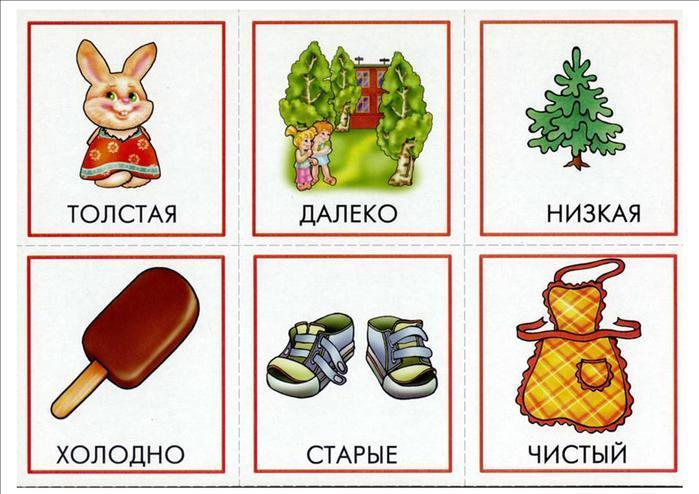 ТОЛСТАЯ
ДАЛЕКО
НИЗКАЯ
ХОЛОДНО
СТАРЫЕ
ЧИСТЫЙ